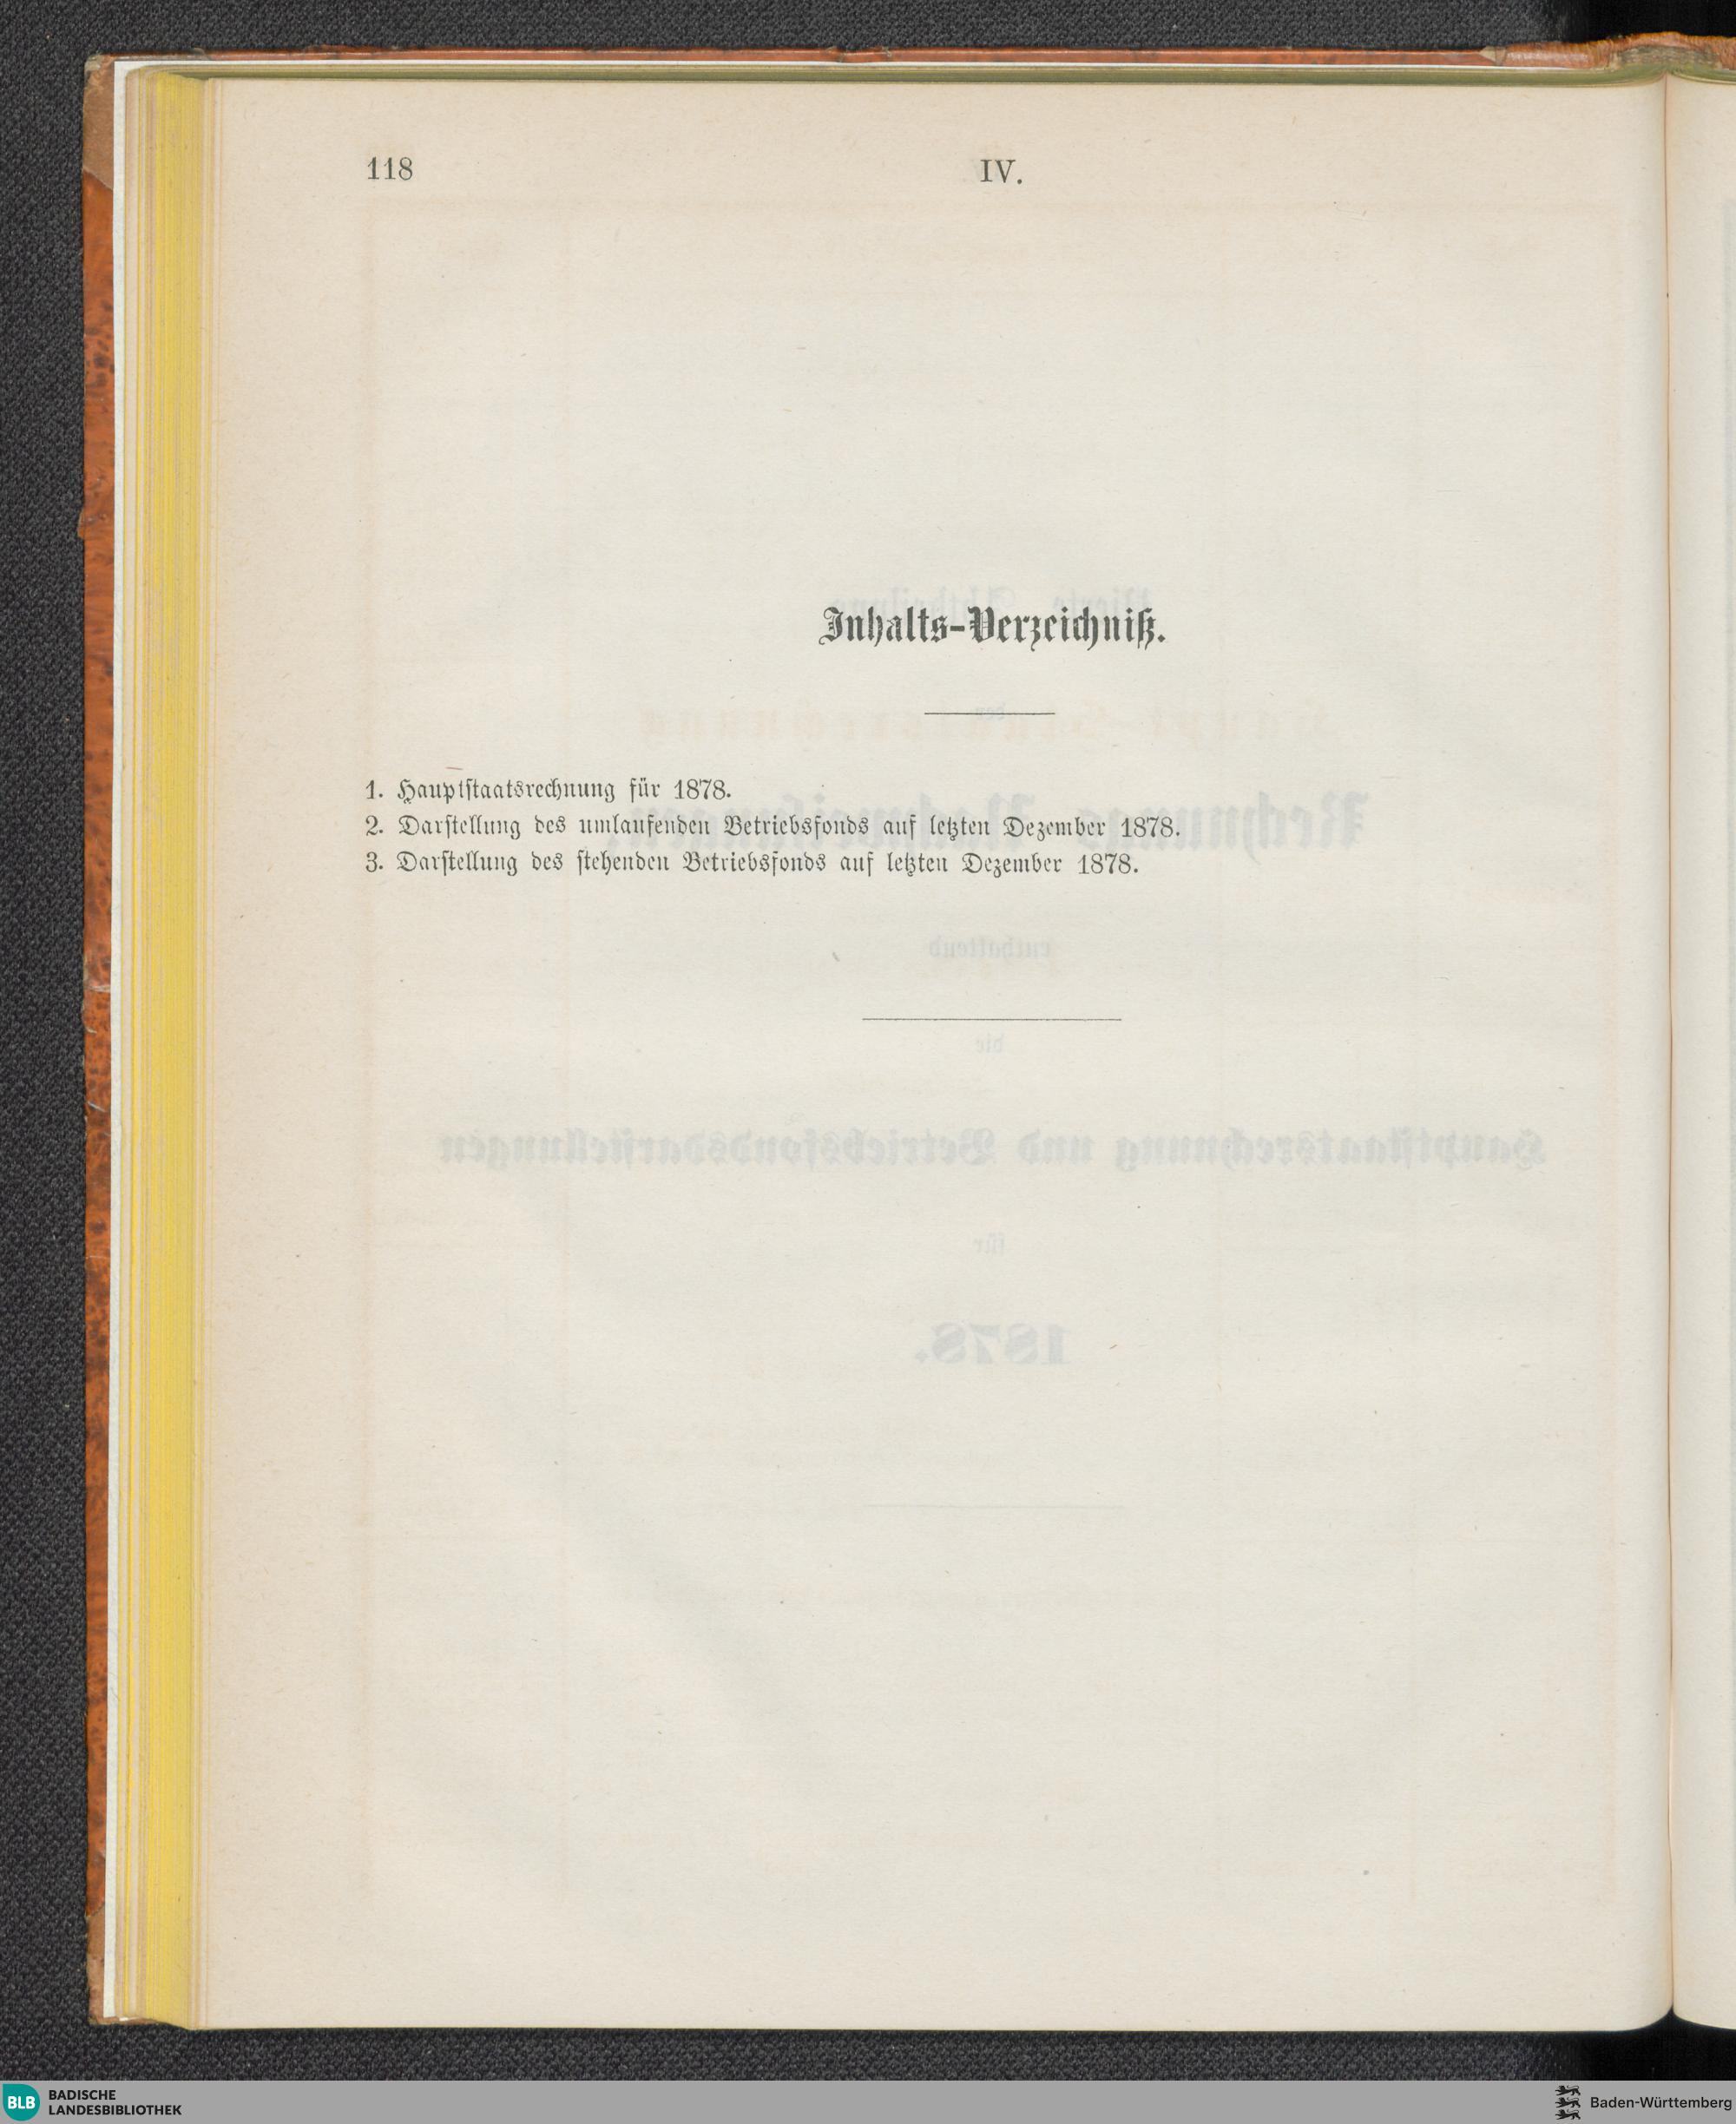 118 IV.
Inhalts-Verzeichniß.
1. Hauptstaatsrechnung für 1878.
2. Darstellung des umlaufenden Betriebsfonds auf letzten Dezember 1878.
3. Darstellung des stehenden Betriebsfonds auf letzten Dezember 1878.
BLB BADISCHE
LANDESBIBLIOTHEK
Baden-Württemberg